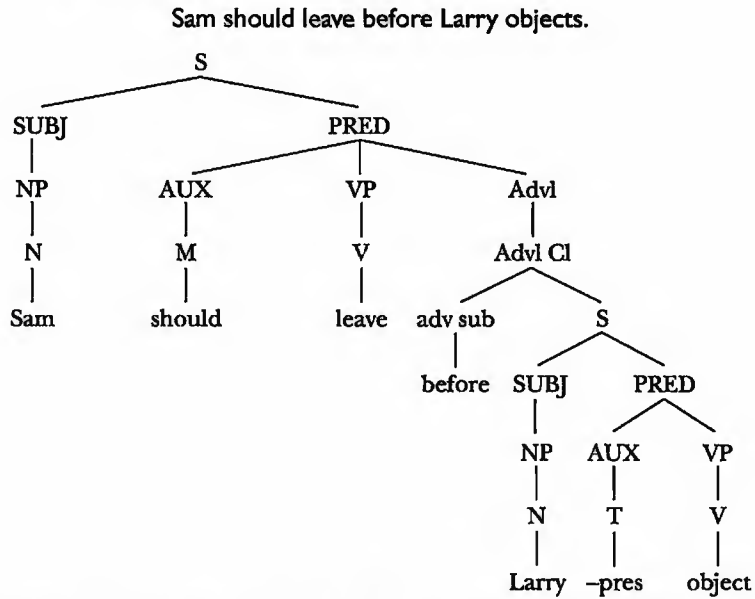 Sam should leave before Larry objects.
S
SUBJ PRED
NP AUX VP Advl
N M V Advl Cl
Sam should leave adv sub S
before SUBJ PRED
NP AUX VP
N T V
Larry –pres object